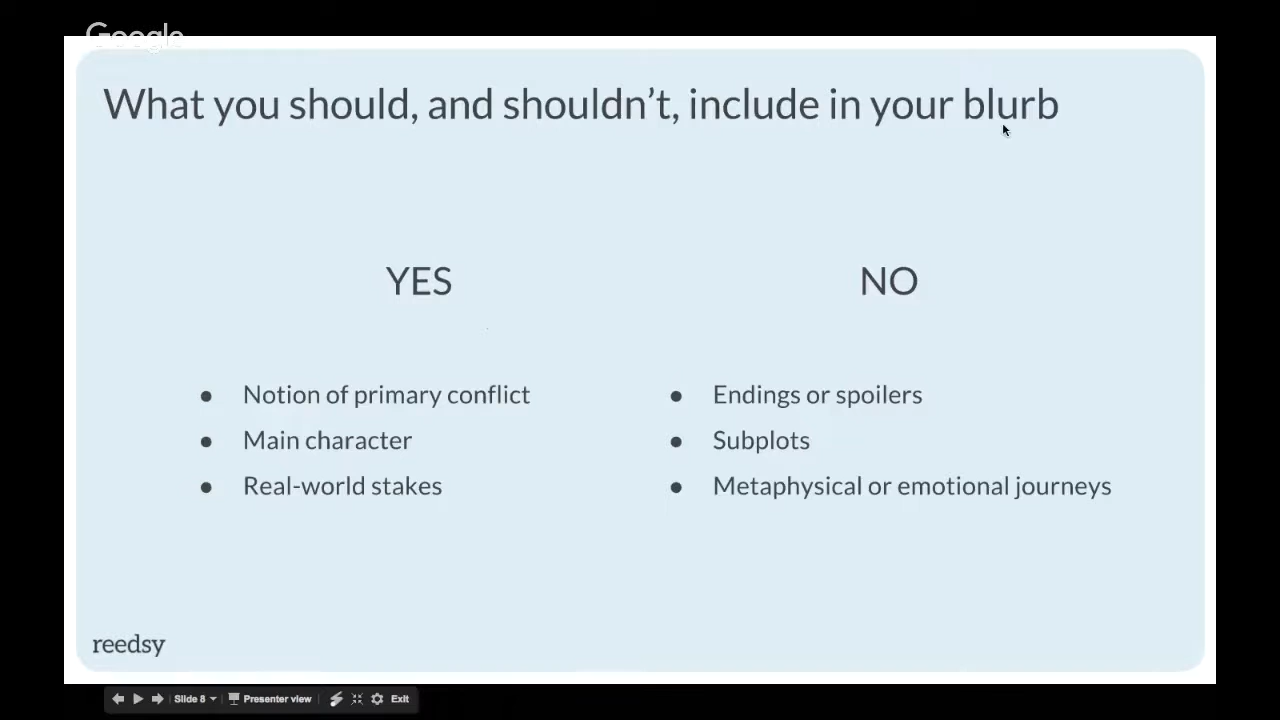 Google
What you should, and shouldn't, include in your blurb
YES
NO
● Notion of primary conflict
● Main character
● Real-world stakes
● Endings or spoilers
● Subplots
● Metaphysical or emotional journeys
reedsy
Slide 8
Presenter view
Exit